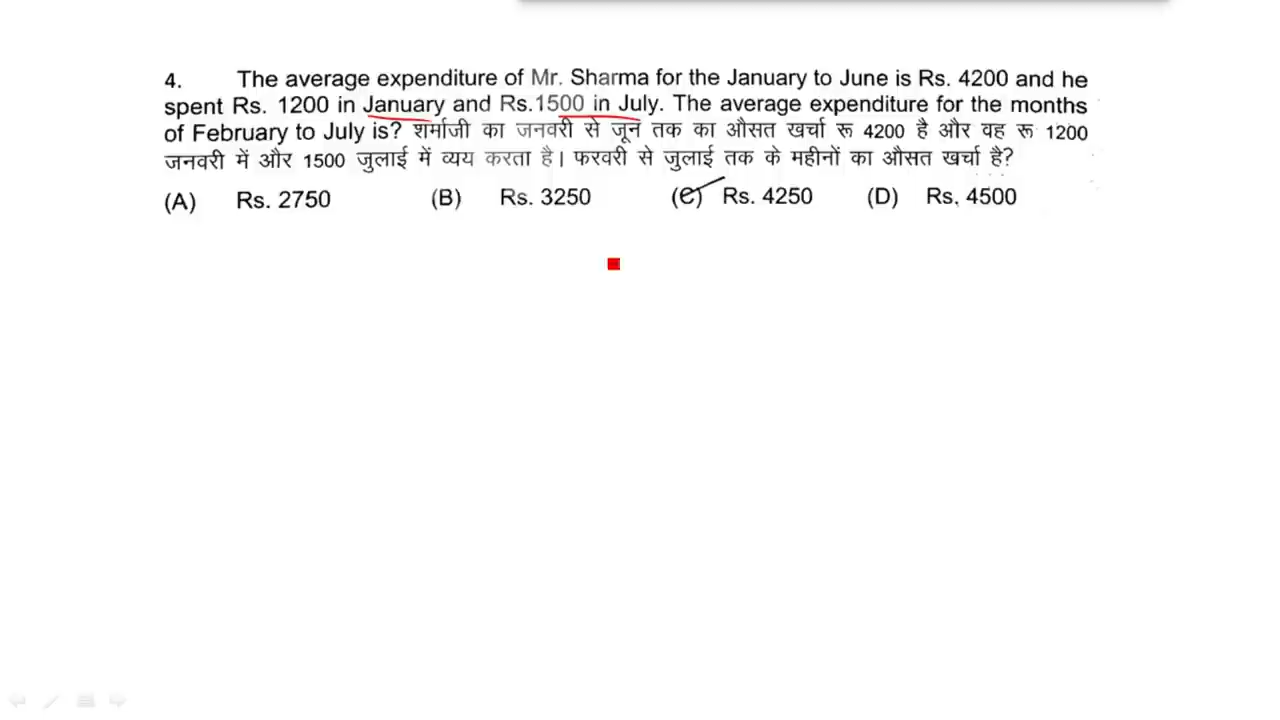 4. The average expenditure of Mr. Sharma for the January to June is Rs. 4200 and he
spent Rs. 1200 in January and Rs.1500 in July. The average expenditure for the months
of February to July is? शर्माजी का जनवरी से जून तक का औसत खर्चा रू 4200 है और वह रू 1200
जनवरी में और 1500 जुलाई में व्यय करता है। फरवरी से जुलाई तक के महीनों का औसत खर्चा है?
(A) Rs. 2750 (B) Rs. 3250 (C) Rs. 4250 (D) Rs. 4500